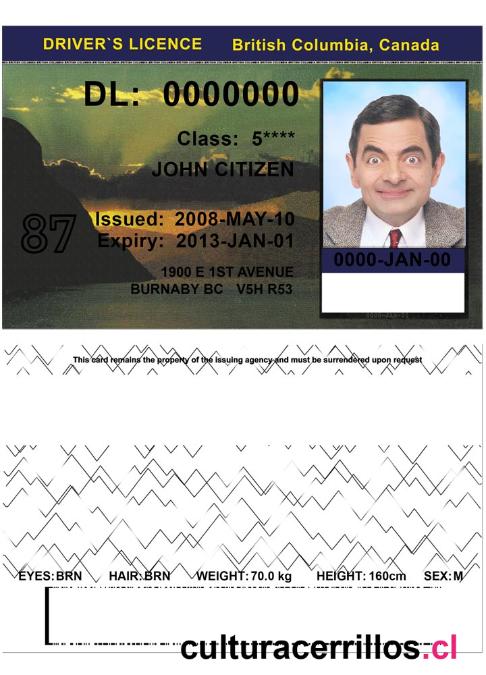 DRIVER`S LICENCE British Columbia, Canada
DL: 0000000
Class: 5****
JOHN CITIZEN
87
Issued: 2008-MAY-10
Expiry: 2013-JAN-01
1900 E 1ST AVENUE
BURNABY BC V5H R53
0000-JAN-00
This card remains the property of the issuing agency and must be surrendered upon request
EYES:BRN HAIR:BRN WEIGHT:70.0 kg HEIGHT: 160cm SEX:M
culturacerrillos.cl